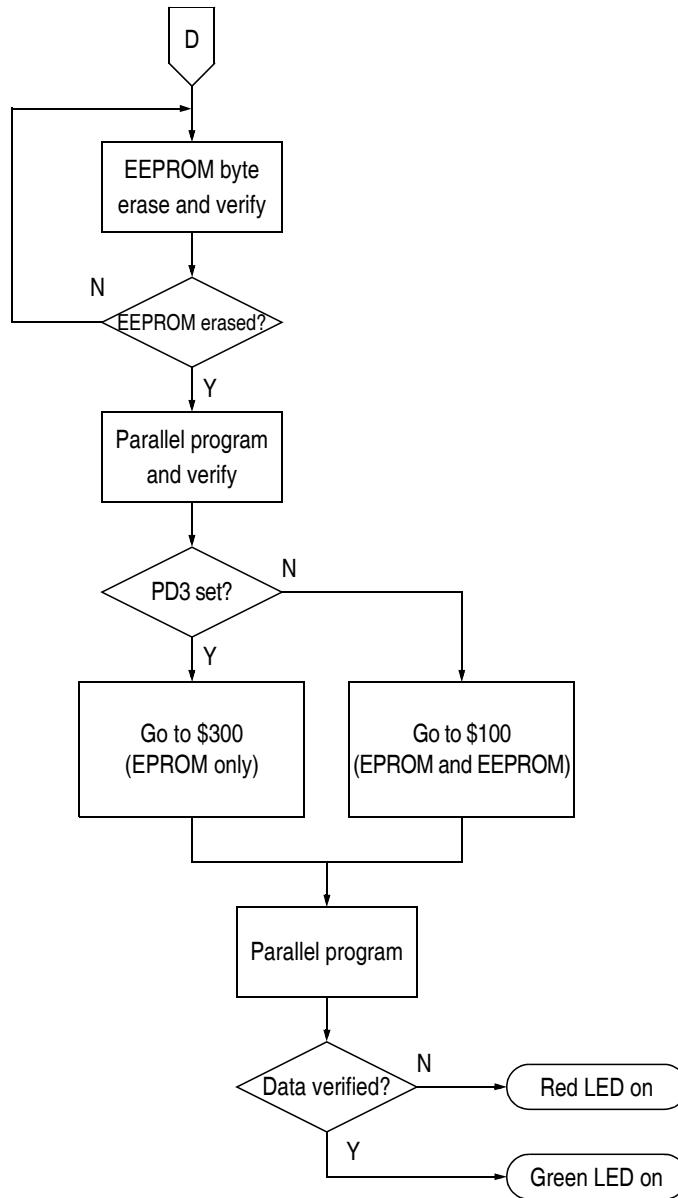 D
EEPROM byte
erase and verify
N
EEPROM erased?
Y
Parallel program
and verify
N
PD3 set?
Y
Go to $300
(EPROM only)
Go to $100
(EPROM and EEPROM)
Parallel program
N
Data verified?
Red LED on
Y
Green LED on